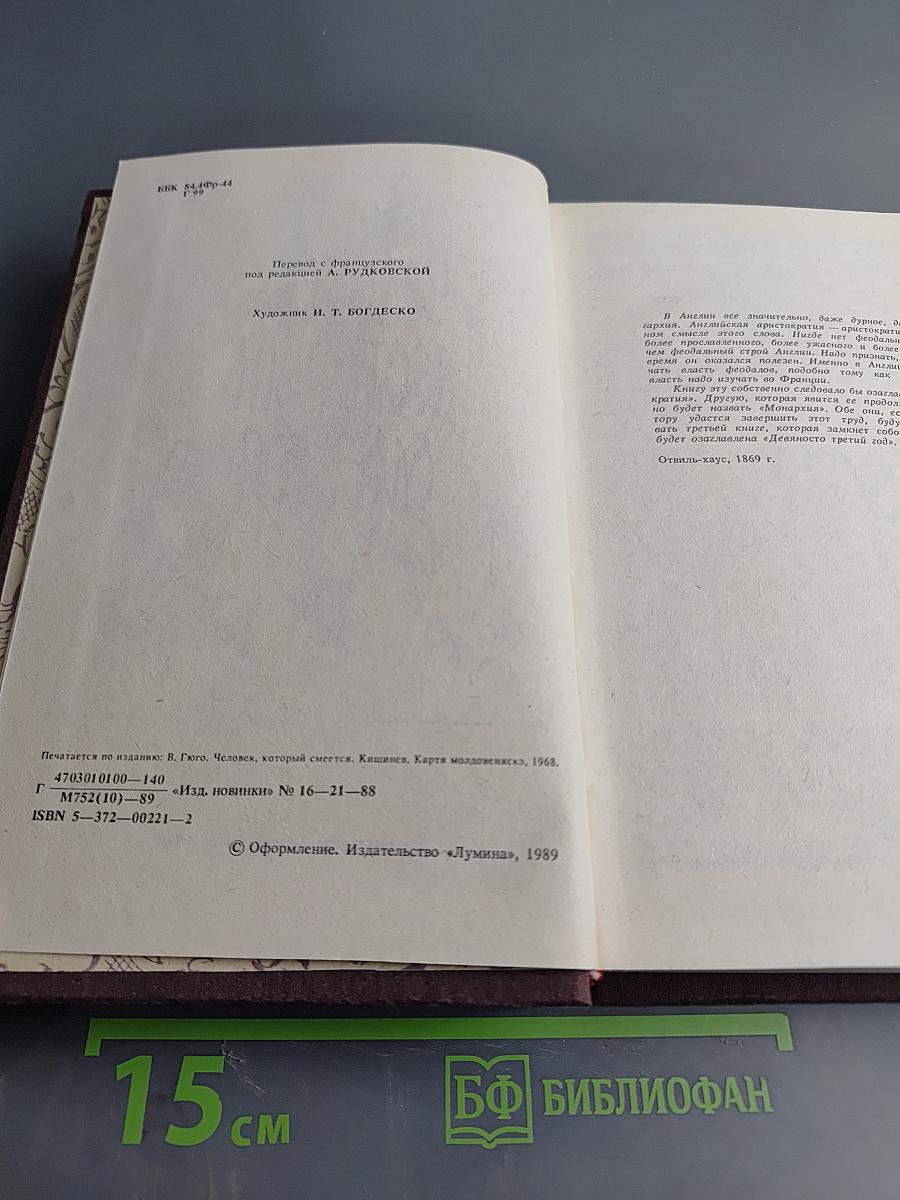 ББК 84.4Фр-44
Г 99
Перевод с французского
под редакцией А. РУДКОВСКОЙ
Художник И. Т. БОГДЕСКО
Печатается по изданию: В. Гюго. Человек, который смеется. Кишинев, Картя молдовеняскэ, 1968.
Г 4703010100—140
М752(10)—89
«Изд. новинки» № 16—21—88
ISBN 5—372—00221—2
© Оформление. Издательство «Лумина», 1989
В Англии все значительно, даже дурное,
гархия. Английская аристократия — аристократи
ном смысле этого слова. Нигде нет феодальн
более прославленного, более ужасного и более
чем феодальный строй Англии. Надо признать,
время он оказался полезен. Именно в Англи
чать власть феодалов, подобно тому как
власть надо изучать во Франции.
Книгу эту собственно следовало бы озагла
кратия». Другую, которая явится ее продол
но будет назвать «Монархия». Обе они, ес
тору удастся завершить этот труд, буду
вать третьей книге, которая замкнет собо
будет озаглавлена «Девяносто третий год».
Отвиль-хаус, 1869 г.
15 см
БФ БИБЛИОФАН